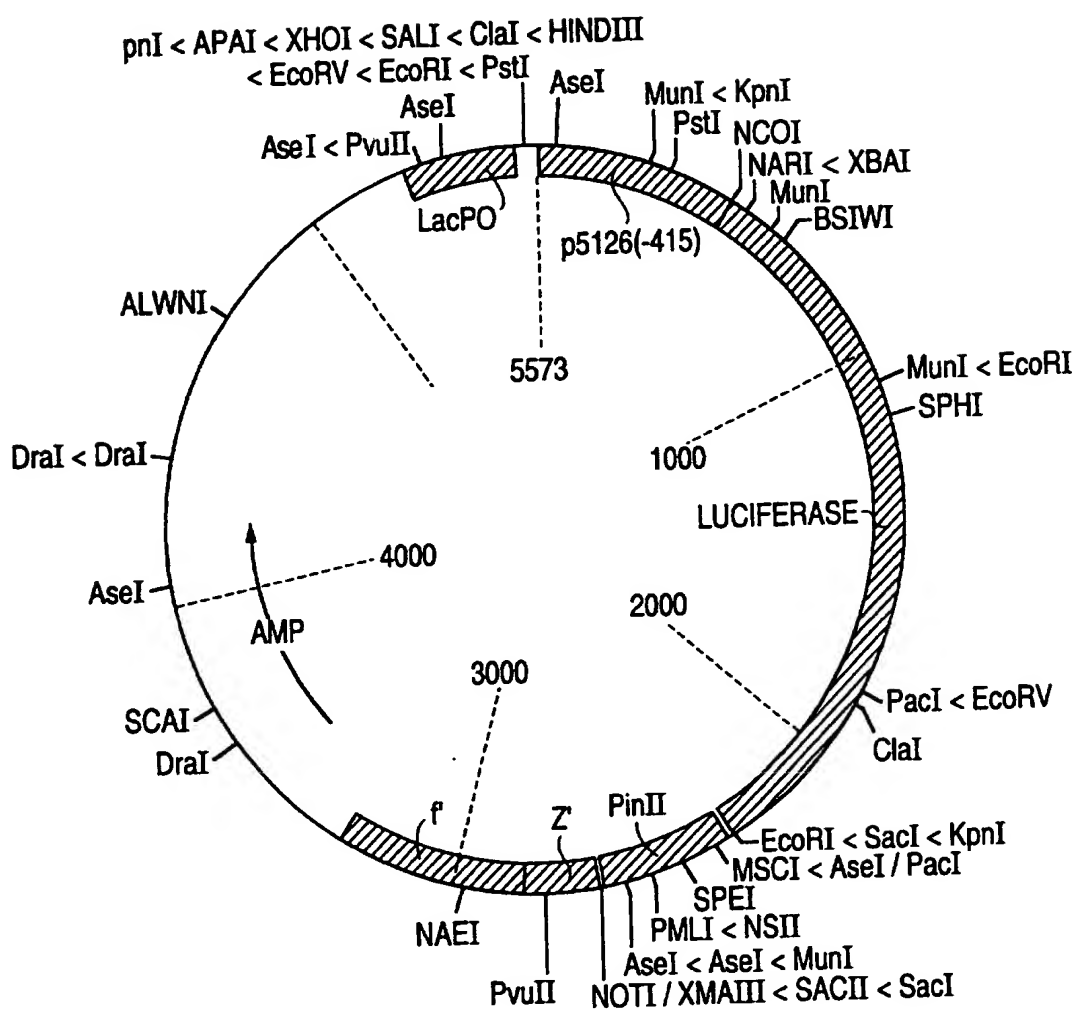 pnI < APAI < XHOI < SALI < ClaI < HINDIII
< EcoRV < EcoRI < PstI
AseI
AseI
AseI < PvuII
MunI < KpnI
PstI
NCOI
NARI < XBAI
MunI
BSIWI
LacPO
p5126(-415)
ALWNI
5573
MunI < EcoRI
SPHI
1000
DraI < DraI
LUCIFERASE
4000
AseI
2000
AMP
3000
PacI < EcoRV
SCAI
ClaI
DraI
f'
Z'
PinII
EcoRI < SacI < KpnI
MSCI < AseI / PacI
SPEI
NAEI
PMLI < NSII
AseI < AseI < MunI
PvuII
NOTI / XMAIII < SACII < SacI